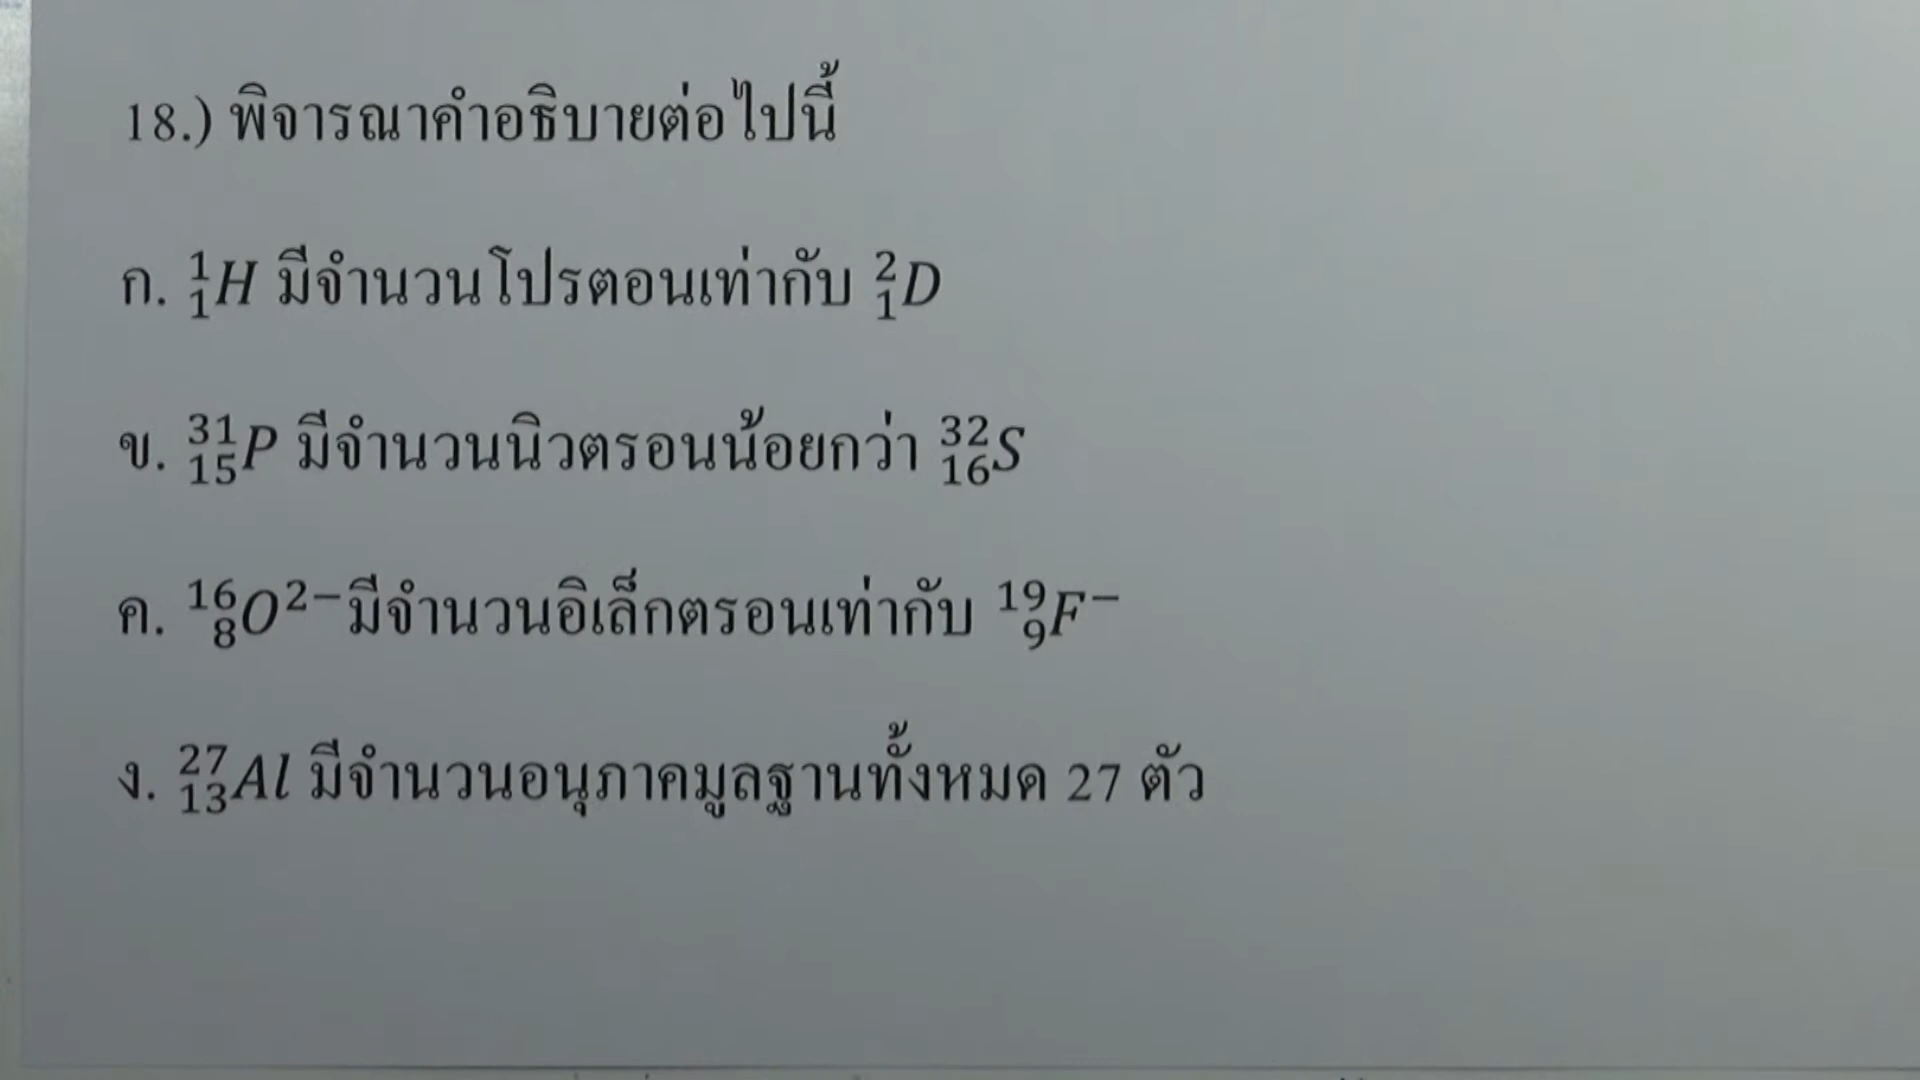 18.) พิจารณาคำอธิบายต่อไปนี้
ก. ¹₁H มีจำนวนโปรตอนเท่ากับ ²₁D
ข. ³¹₁₅P มีจำนวนนิวตรอนน้อยกว่า ³²₁₆S
ค. ¹⁶₈O²⁻มีจำนวนอิเล็กตรอนเท่ากับ ¹⁹₉F⁻
ง. ²⁷₁₃Al มีจำนวนอนุภาคมูลฐานทั้งหมด 27 ตัว